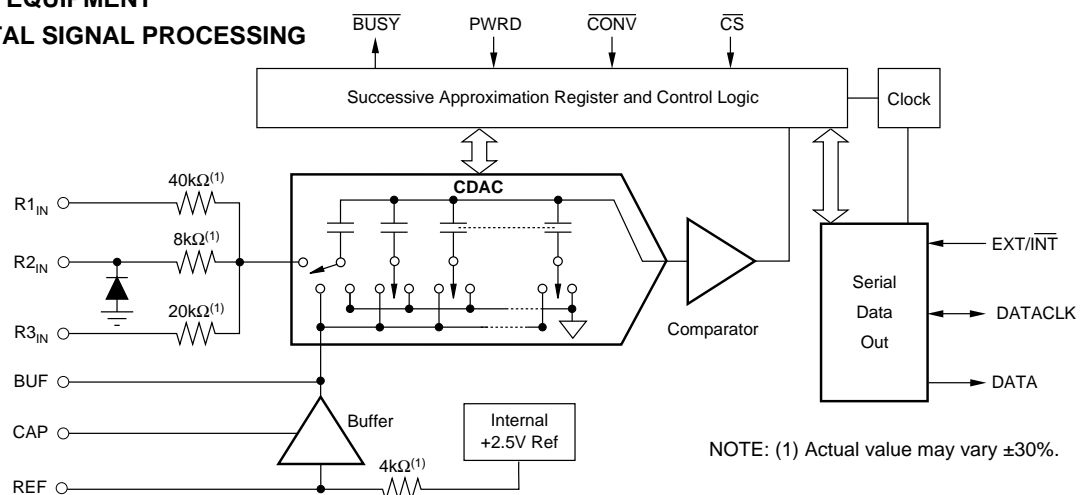 EQUIPMENT
TAL SIGNAL PROCESSING
BUSY PWRD CONV CS
Successive Approximation Register and Control Logic
Clock
CDAC
40kΩ(1)
R1IN
8kΩ(1)
R2IN
20kΩ(1)
R3IN
Comparator
Serial
Data
Out
EXT/INT
DATACLK
DATA
BUF
Buffer
CAP
Internal
+2.5V Ref
4kΩ(1)
REF
NOTE: (1) Actual value may vary ±30%.